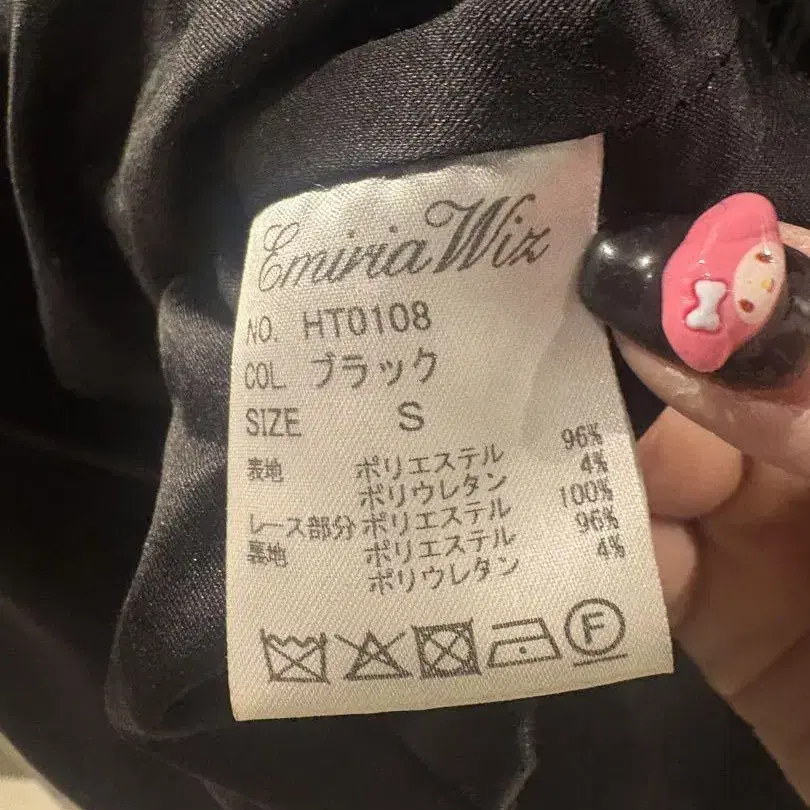 EmiriaWiz
NO. HT0108
COL ブラック
SIZE S
表地 ポリエステル 96%
ポリウレタン 4%
レース部分 ポリエステル 100%
裏地 ポリエステル 96%
ポリウレタン 4%
F